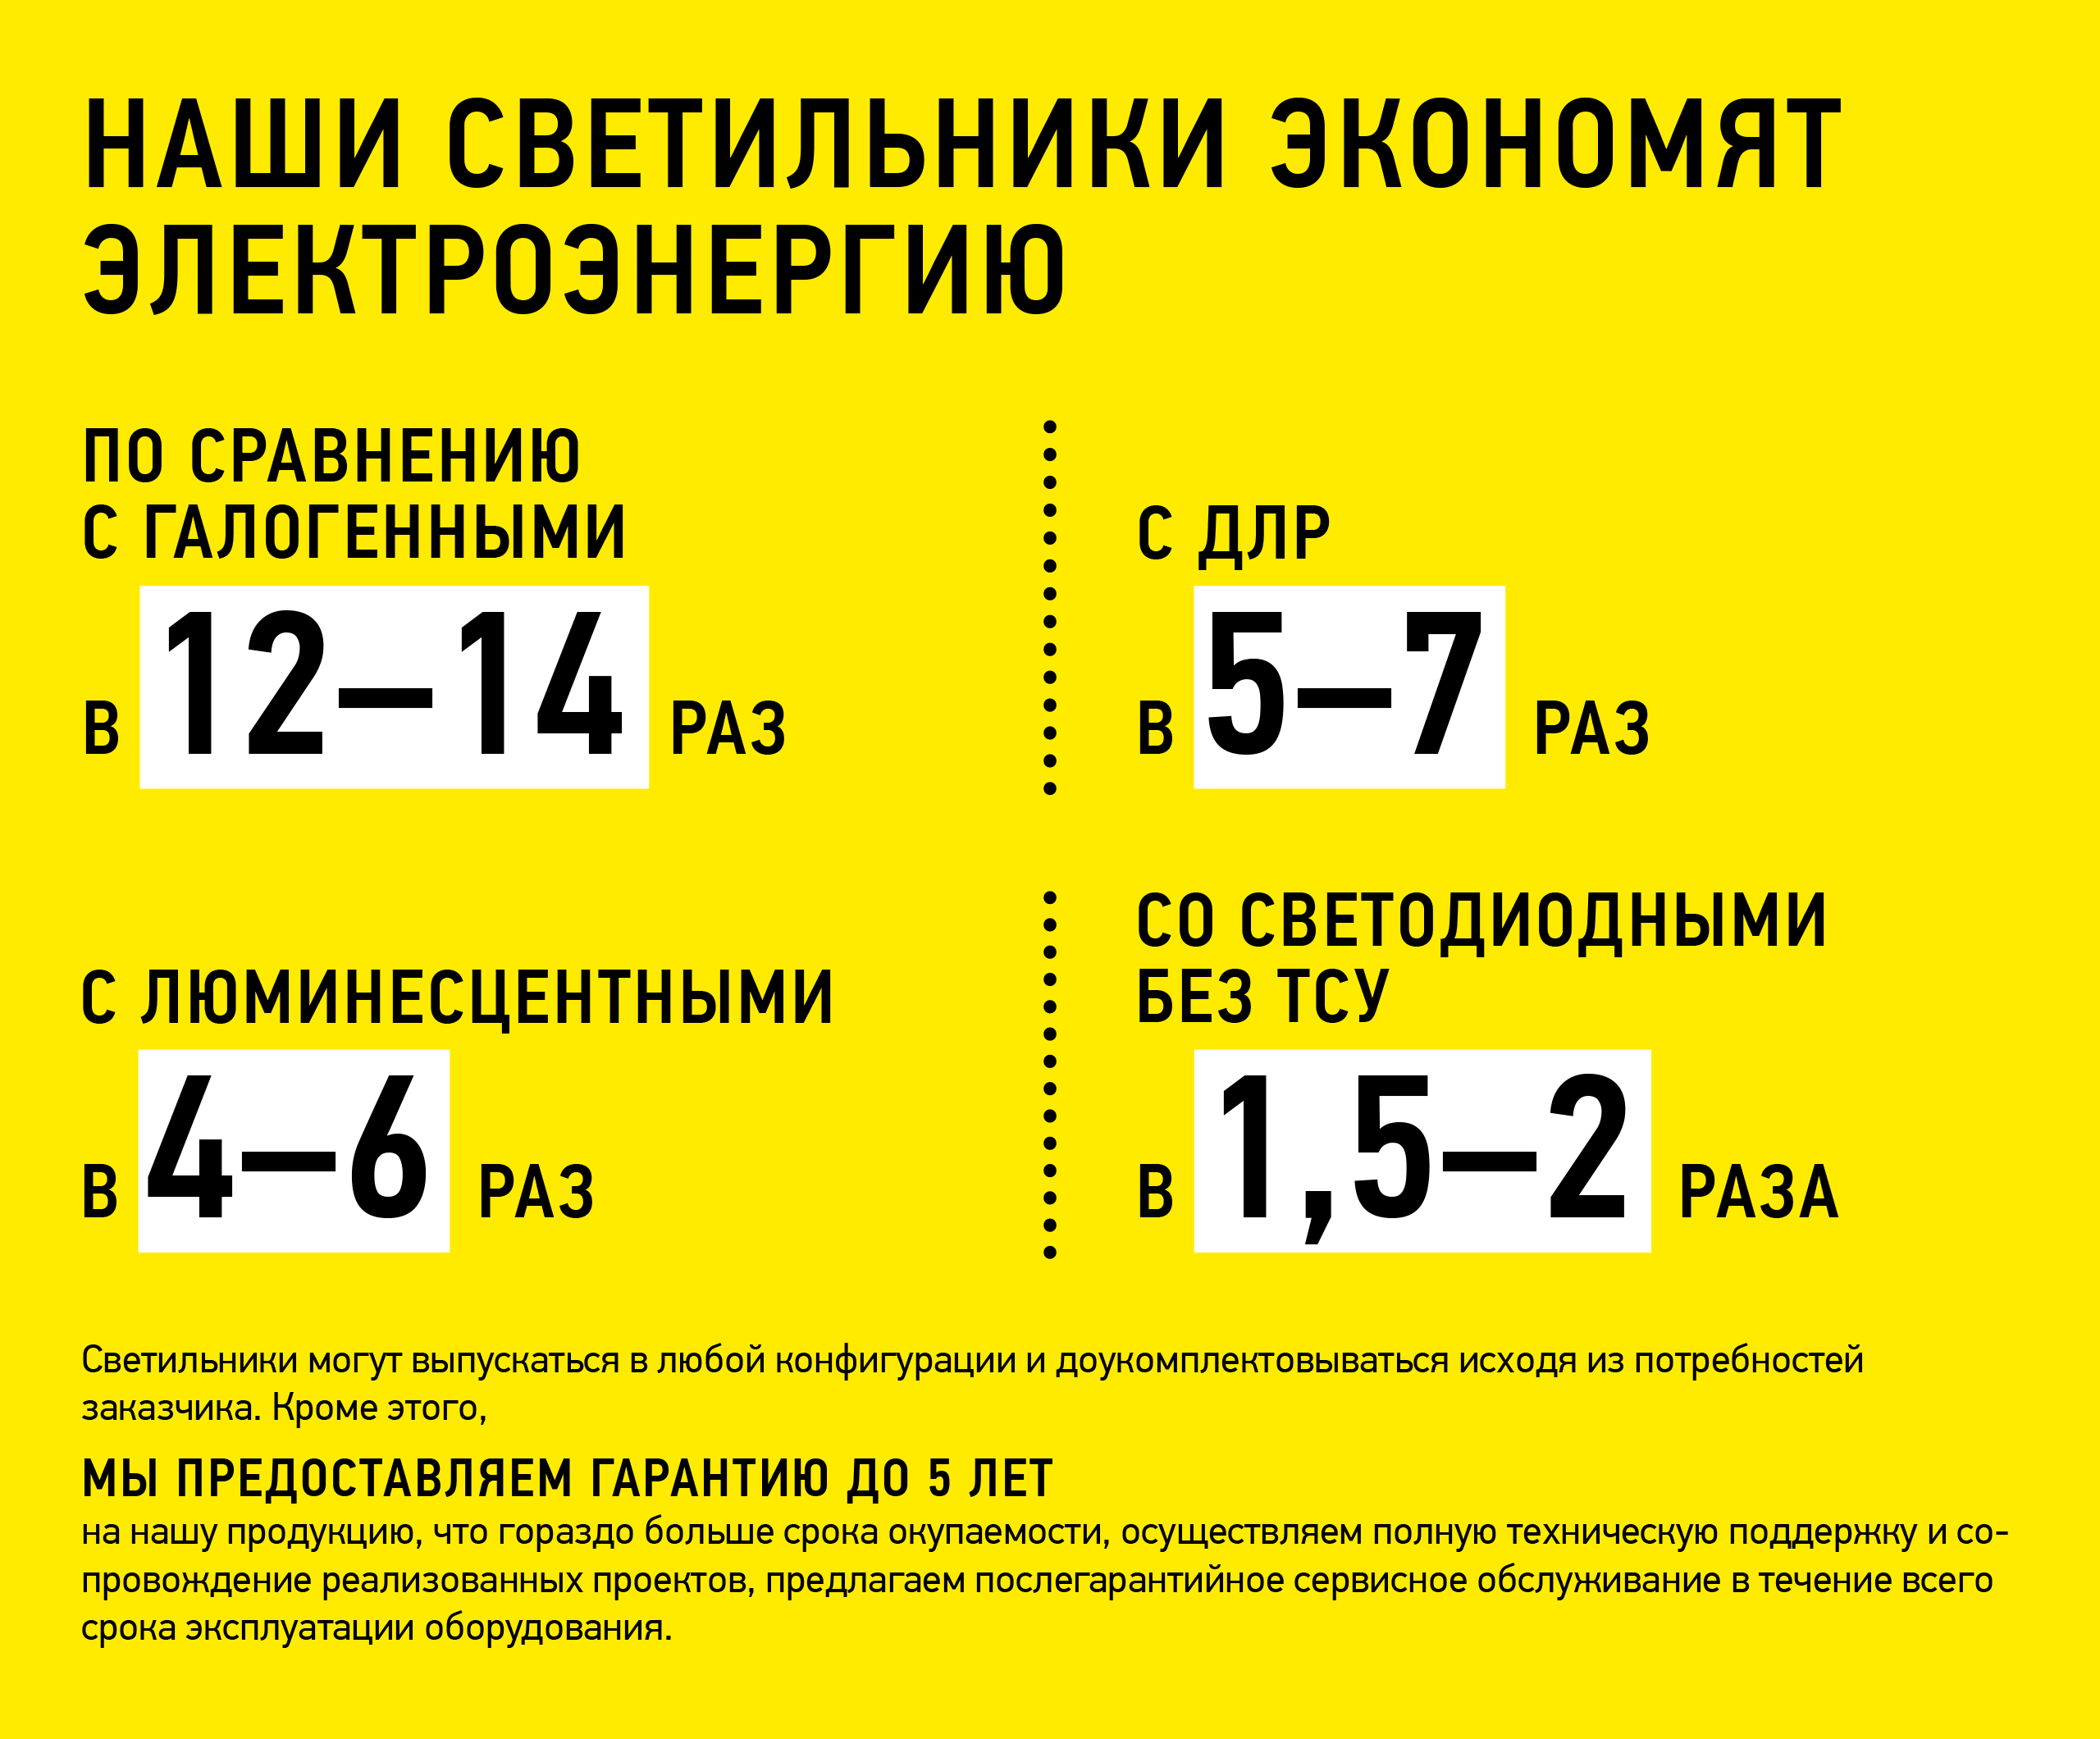 НАШИ СВЕТИЛЬНИКИ ЭКОНОМЯТ
ЭЛЕКТРОЭНЕРГИЮ
ПО СРАВНЕНИЮ
С ГАЛОГЕННЫМИ
В 12–14 РАЗ
С ДЛР
В 5–7 РАЗ
С ЛЮМИНЕСЦЕНТНЫМИ
В 4–6 РАЗ
СО СВЕТОДИОДНЫМИ
БЕЗ ТСУ
В 1,5–2 РАЗА
Светильники могут выпускаться в любой конфигурации и доукомплектовываться исходя из потребностей
заказчика. Кроме этого,
МЫ ПРЕДОСТАВЛЯЕМ ГАРАНТИЮ ДО 5 ЛЕТ
на нашу продукцию, что гораздо больше срока окупаемости, осуществляем полную техническую поддержку и со-
провождение реализованных проектов, предлагаем послегарантийное сервисное обслуживание в течение всего
срока эксплуатации оборудования.